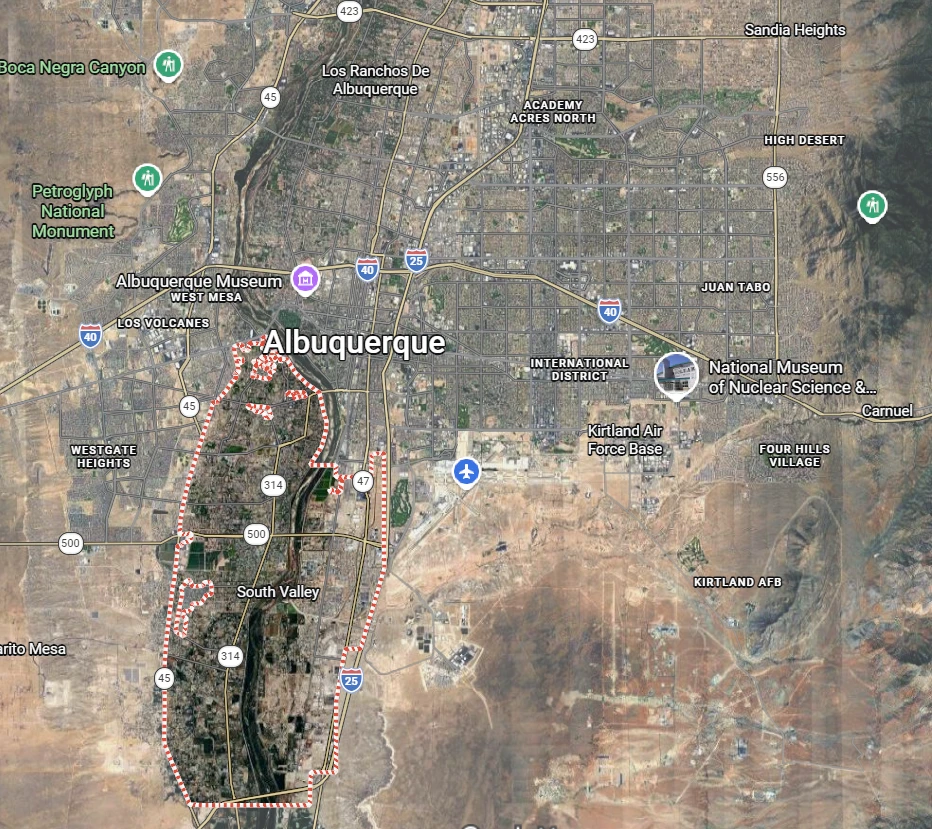 423
423
Sandia Heights
Boca Negra Canyon
Los Ranchos De
Albuquerque
45
ACADEMY
ACRES NORTH
HIGH DESERT
556
Petroglyph
National
Monument
25
40
Albuquerque Museum
WEST MESA
JUAN TABO
40
LOS VOLCANES
40
Albuquerque
INTERNATIONAL
DISTRICT
National Museum
of Nuclear Science &...
45
Carnuel
Kirtland Air
Force Base
WESTGATE
HEIGHTS
FOUR HILLS
VILLAGE
314
47
500
500
KIRTLAND AFB
South Valley
arito Mesa
314
45
25